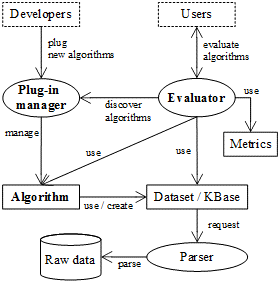 Developers
Users
plug
new algorithms
evaluate
algorithms
Plug-in
manager
discover
algorithms
Evaluator
use
manage
use
use
Metrics
Algorithm
use / create
Dataset / KBase
request
Raw data
parse
Parser